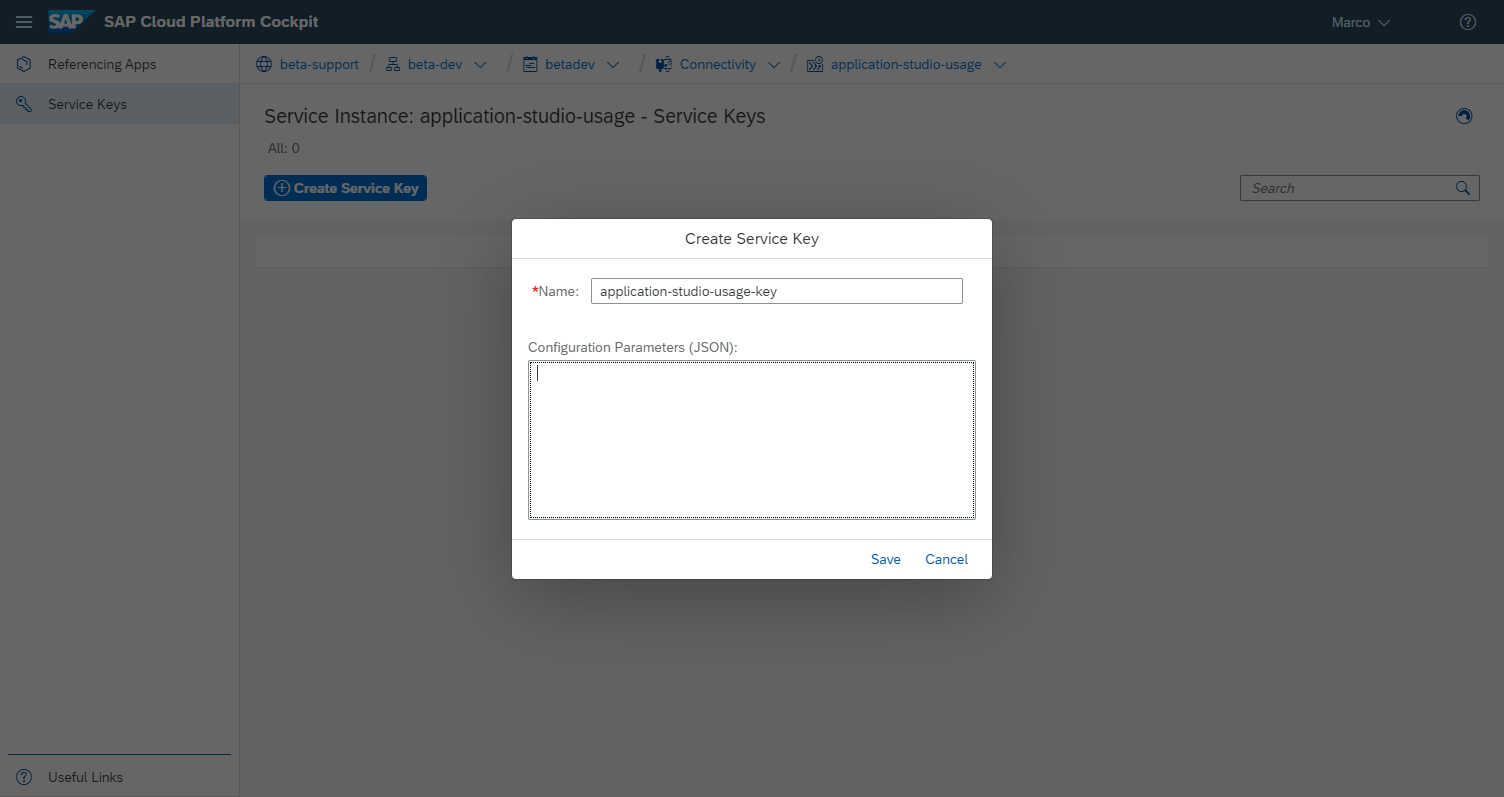 SAP SAP Cloud Platform Cockpit Marco
Referencing Apps
Service Keys
beta-support / beta-dev / betadev / Connectivity / application-studio-usage
Service Instance: application-studio-usage - Service Keys
All: 0
Create Service Key
Search
Create Service Key
*Name: application-studio-usage-key
Configuration Parameters (JSON):
Save Cancel
Useful Links